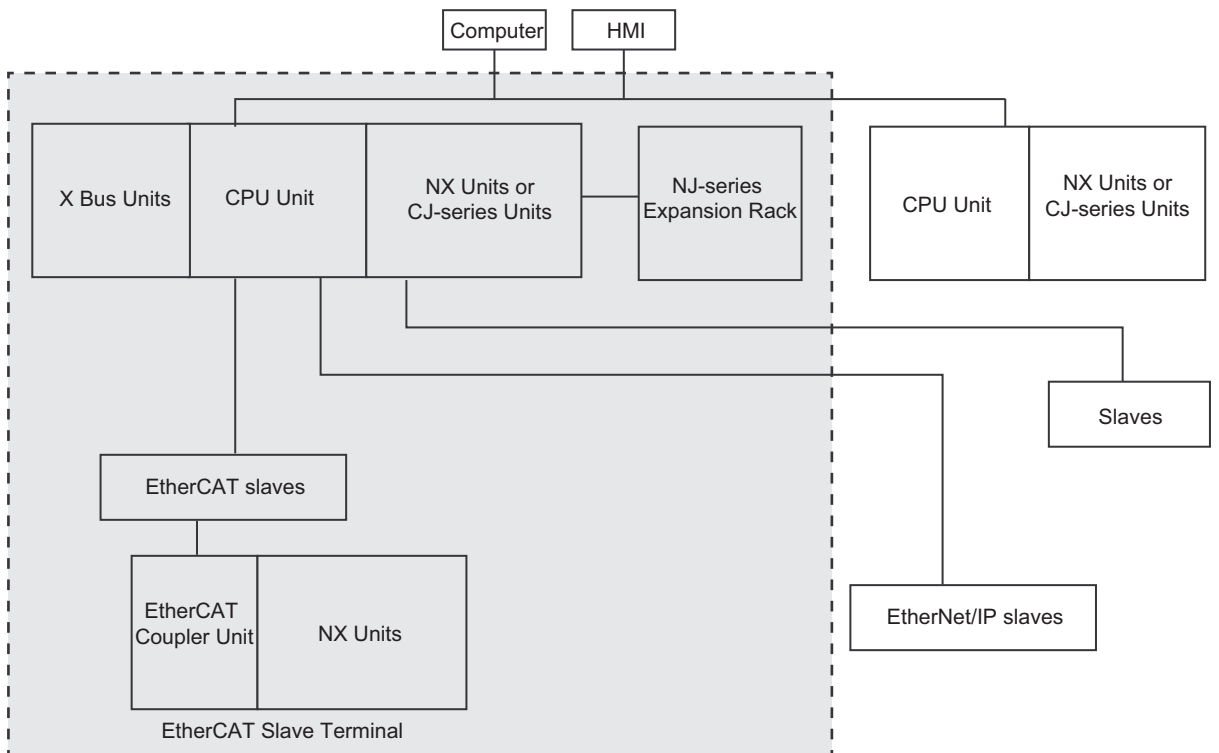 Computer
HMI
X Bus Units
CPU Unit
NX Units or
CJ-series Units
NJ-series
Expansion Rack
CPU Unit
NX Units or
CJ-series Units
Slaves
EtherCAT slaves
EtherCAT
Coupler Unit
NX Units
EtherNet/IP slaves
EtherCAT Slave Terminal